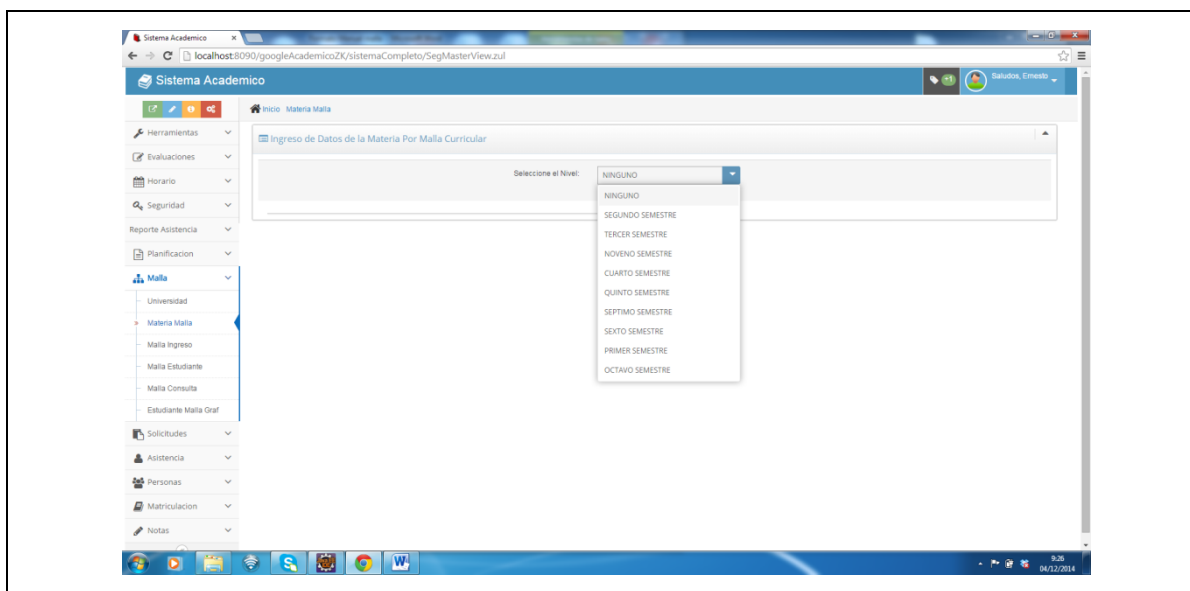 Sistema Academico
localhost:8090/googleAcademicoZK/sistemaCompleto/SegMasterView.zul
Sistema Academico
+1
Saludos, Ernesto
Inicio Materia Malla
Herramientas
Ingreso de Datos de la Materia Por Malla Curricular
Evaluaciones
Seleccione el Nivel: NINGUNO
Horario
NINGUNO
Seguridad
SEGUNDO SEMESTRE
Reporte Asistencia
TERCER SEMESTRE
Planificacion
NOVENO SEMESTRE
Malla
CUARTO SEMESTRE
Universidad
QUINTO SEMESTRE
Materia Malla
SEPTIMO SEMESTRE
Malla Ingreso
SEXTO SEMESTRE
PRIMER SEMESTRE
Malla Estudiante
OCTAVO SEMESTRE
Malla Consulta
Estudiante Malla Graf
Solicitudes
Asistencia
Personas
Matriculacion
Notas
9:26
04/12/2014